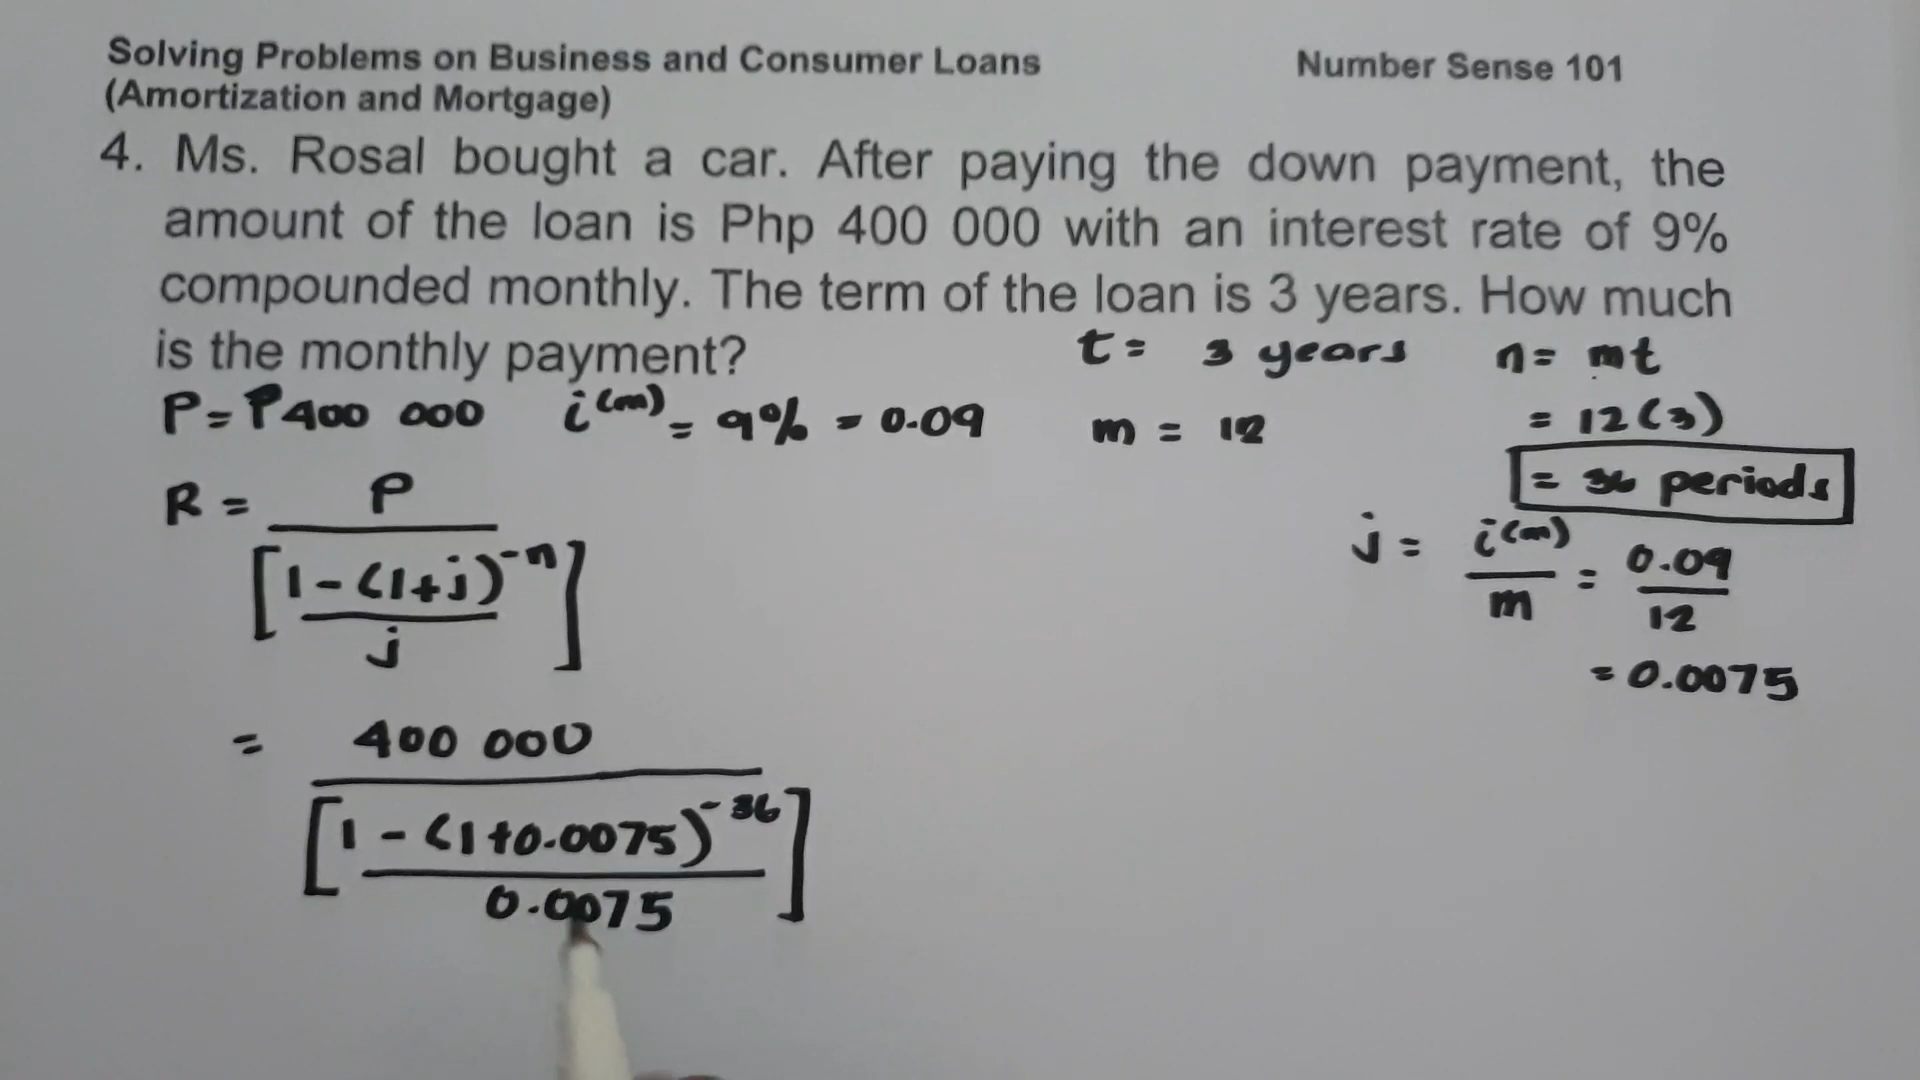 Solving Problems on Business and Consumer Loans Number Sense 101
(Amortization and Mortgage)
4. Ms. Rosal bought a car. After paying the down payment, the
amount of the loan is Php 400 000 with an interest rate of 9%
compounded monthly. The term of the loan is 3 years. How much
is the monthly payment?
t = 3 years n = mt
P = ₱400 000 i^(m) = 9% = 0.09 m = 12 = 12(3)
= 36 periods
R = P
[1-(1+j)^-n]
j
j = i^(m) = 0.09
m 12
= 0.0075
= 400 000
[1-(1+0.0075)^-36]
0.0075